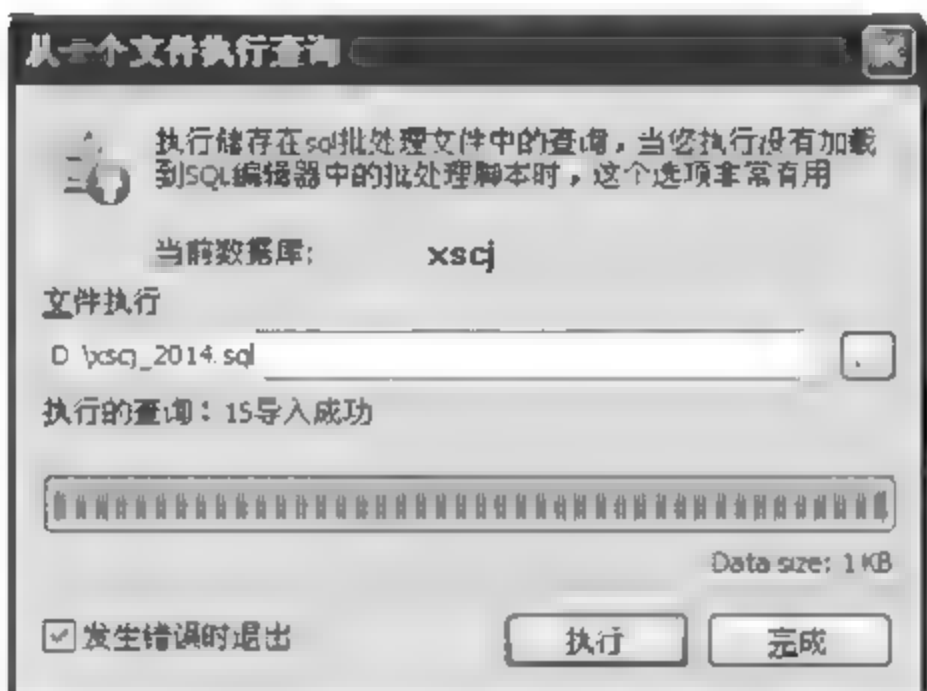 从一个文件执行查询
执行储存在sql批处理文件中的查询，当您执行没有加载
到SQL编辑器中的批处理脚本时，这个选项非常有用
当前数据库： xscj
文件执行
D:\xscj_2014.sql
执行的查询：15导入成功
Data size: 1 KB
发生错误时退出
执行 完成